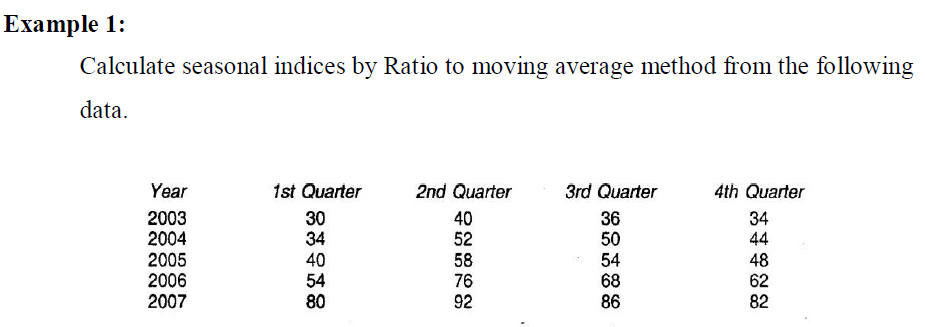 Example 1:
Calculate seasonal indices by Ratio to moving average method from the following
data.
Year 1st Quarter 2nd Quarter 3rd Quarter 4th Quarter
2003 30 40 36 34
2004 34 52 50 44
2005 40 58 54 48
2006 54 76 68 62
2007 80 92 86 82